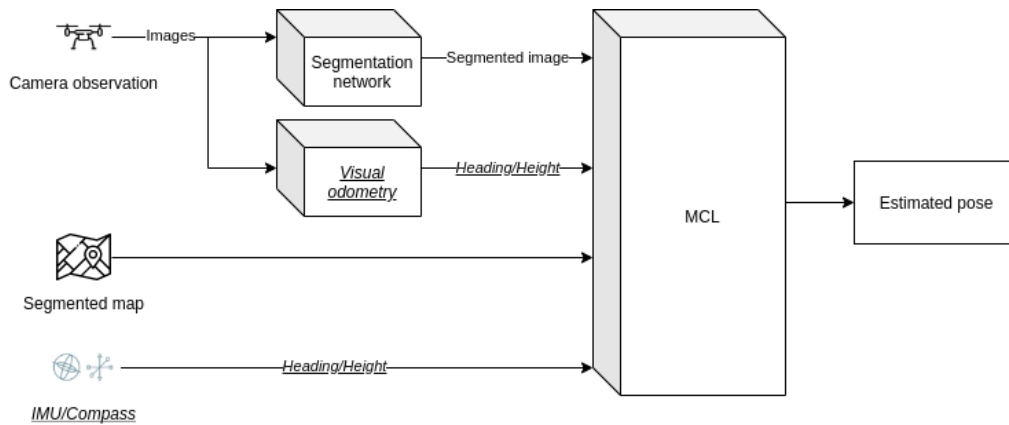 Images
Camera observation
Segmentation
network
Segmented image
Visual
odometry
Heading/Height
MCL
Estimated pose
Segmented map
Heading/Height
IMU/Compass